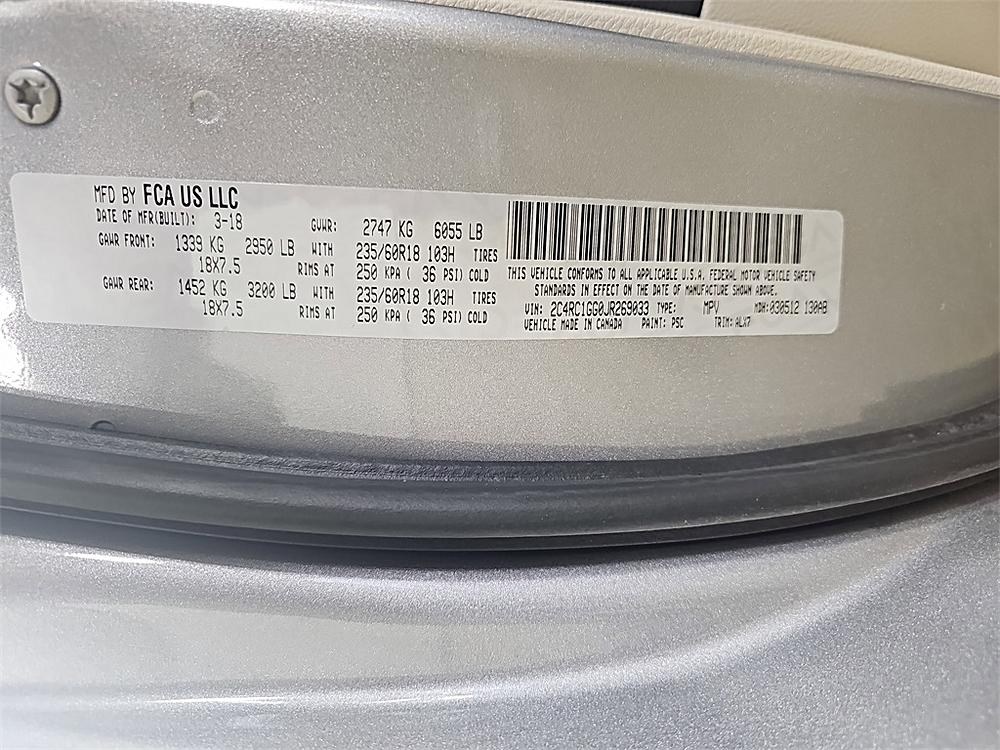 MFD BY FCA US LLC
DATE OF MFR(BUILT): 3-18 GVWR: 2747 KG 6055 LB
GAWR FRONT: 1339 KG 2950 LB WITH 235/60R18 103H TIRES
18X7.5 RIMS AT 250 KPA ( 36 PSI) COLD
GAWR REAR: 1452 KG 3200 LB WITH 235/60R18 103H TIRES
18X7.5 RIMS AT 250 KPA ( 36 PSI) COLD
THIS VEHICLE CONFORMS TO ALL APPLICABLE U.S.A. FEDERAL MOTOR VEHICLE SAFETY
STANDARDS IN EFFECT ON THE DATE OF MANUFACTURE SHOWN ABOVE.
VIN: 2C4RC1GG0JR269033 TYPE: MPV MDH: 030512 130AB
VEHICLE MADE IN CANADA PAINT: PSC TRIM: ALX7